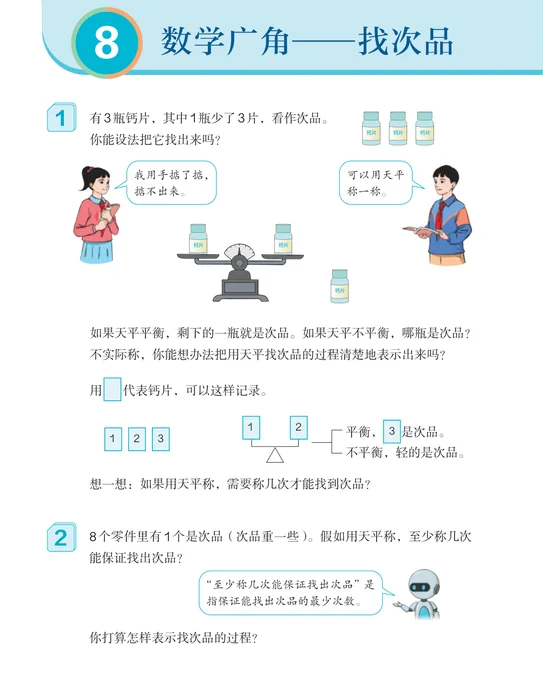 8 数学广角——找次品
1 有3瓶钙片，其中1瓶少了3片，看作次品。
你能设法把它找出来吗？
钙片 钙片 钙片
我用手掂了掂，
掂不出来。
可以用天平
称一称。
钙片 钙片
钙片
如果天平平衡，剩下的一瓶就是次品。如果天平不平衡，哪瓶是次品？
不实际称，你能想办法把用天平找次品的过程清楚地表示出来吗？
用 代表钙片，可以这样记录。
1 2 3
1 2
平衡，3是次品。
不平衡，轻的是次品。
想一想：如果用天平称，需要称几次才能找到次品？
2 8个零件里有1个是次品（次品重一些）。假如用天平称，至少称几次
能保证找出次品？
“至少称几次能保证找出次品”是
指保证能找出次品的最少次数。
你打算怎样表示找次品的过程？